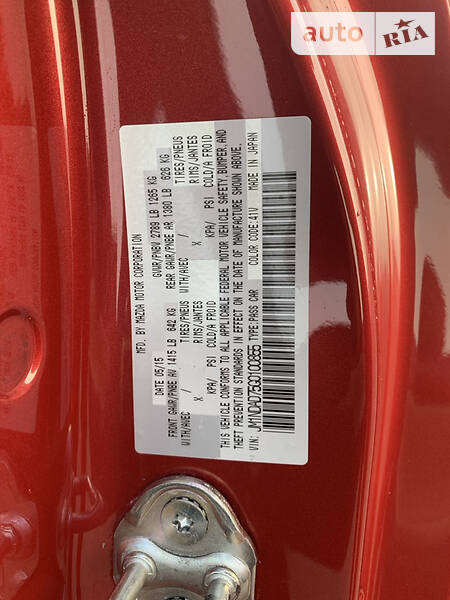 auto RIA
MFD. BY MAZDA MOTOR CORPORATION
DATE 05/15 GVWR/PNBV 2789 LB 1265 KG
FRONT GAWR/PNBE AV 1415 LB 642 KG REAR GAWR/PNBE AR 1380 LB 626 KG
WITH/AVEC TIRES/PNEUS WITH/AVEC TIRES/PNEUS
/ X RIMS/JANTES / X RIMS/JANTES
KPA/ PSI COLD/A FROID KPA/ PSI COLD/A FROID
THIS VEHICLE CONFORMS TO ALL APPLICABLE FEDERAL MOTOR VEHICLE SAFETY, BUMPER, AND
THEFT PREVENTION STANDARDS IN EFFECT ON THE DATE OF MANUFACTURE SHOWN ABOVE.
VIN: JM1NDAD75G0100855 TYPE:PASS CAR COLOR CODE:41V MADE IN JAPAN